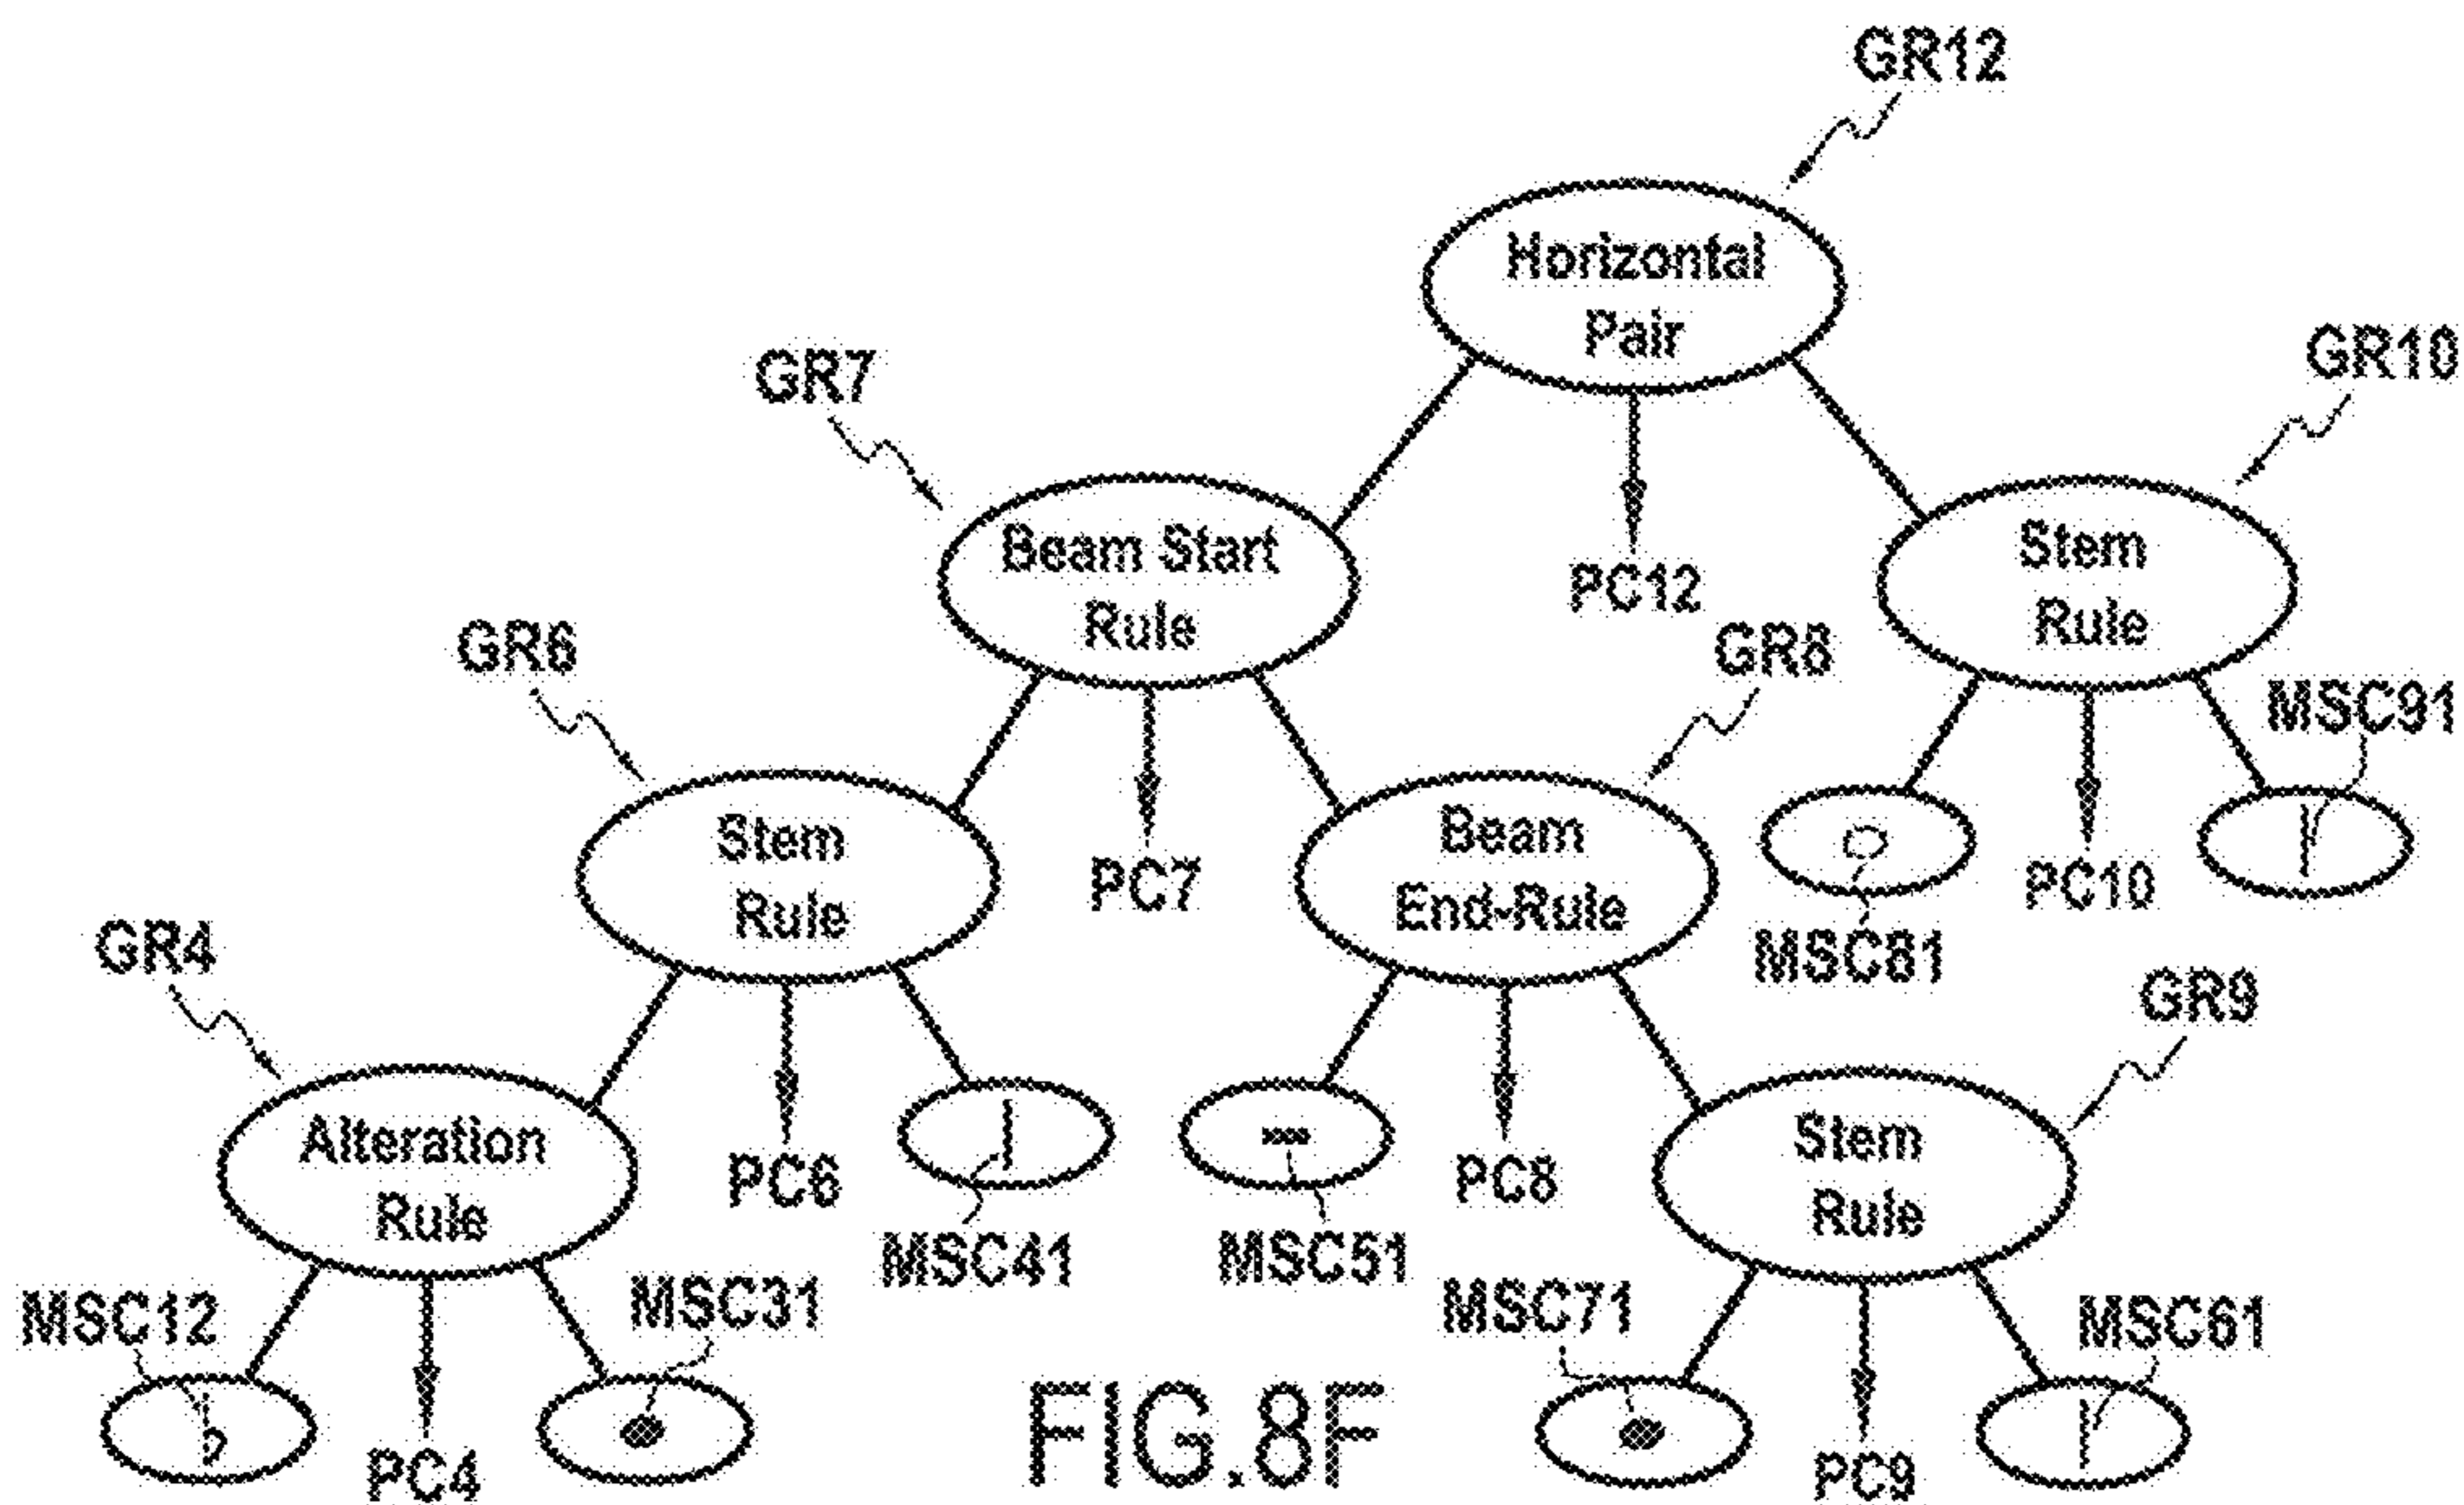 GR12
Horizontal
Pair
GR7
GR10
Beam Start
Rule
PC12
Stem
Rule
GR6
GR8
MSC91
Stem
Rule
PC7
Beam
End-Rule
PC10
MSC81
GR4
GR9
Alteration
Rule
PC6
MSC41
MSC51
PC8
Stem
Rule
MSC12
MSC31
MSC71
MSC61
PC4
FIG.8F
PC9